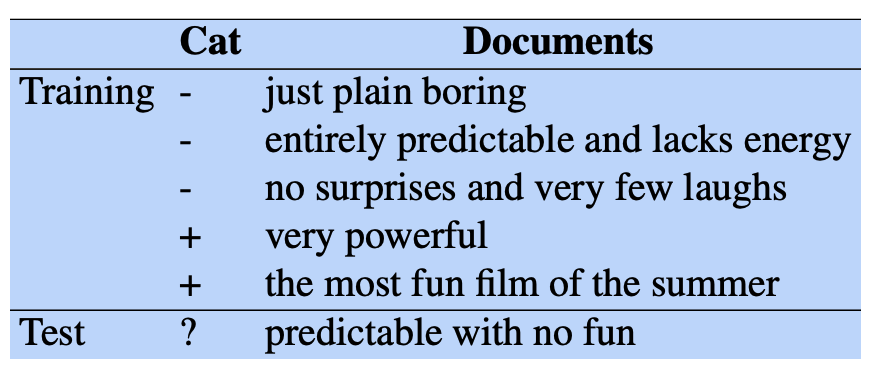 Cat Documents
Training - just plain boring
- entirely predictable and lacks energy
- no surprises and very few laughs
+ very powerful
+ the most fun film of the summer
Test ? predictable with no fun